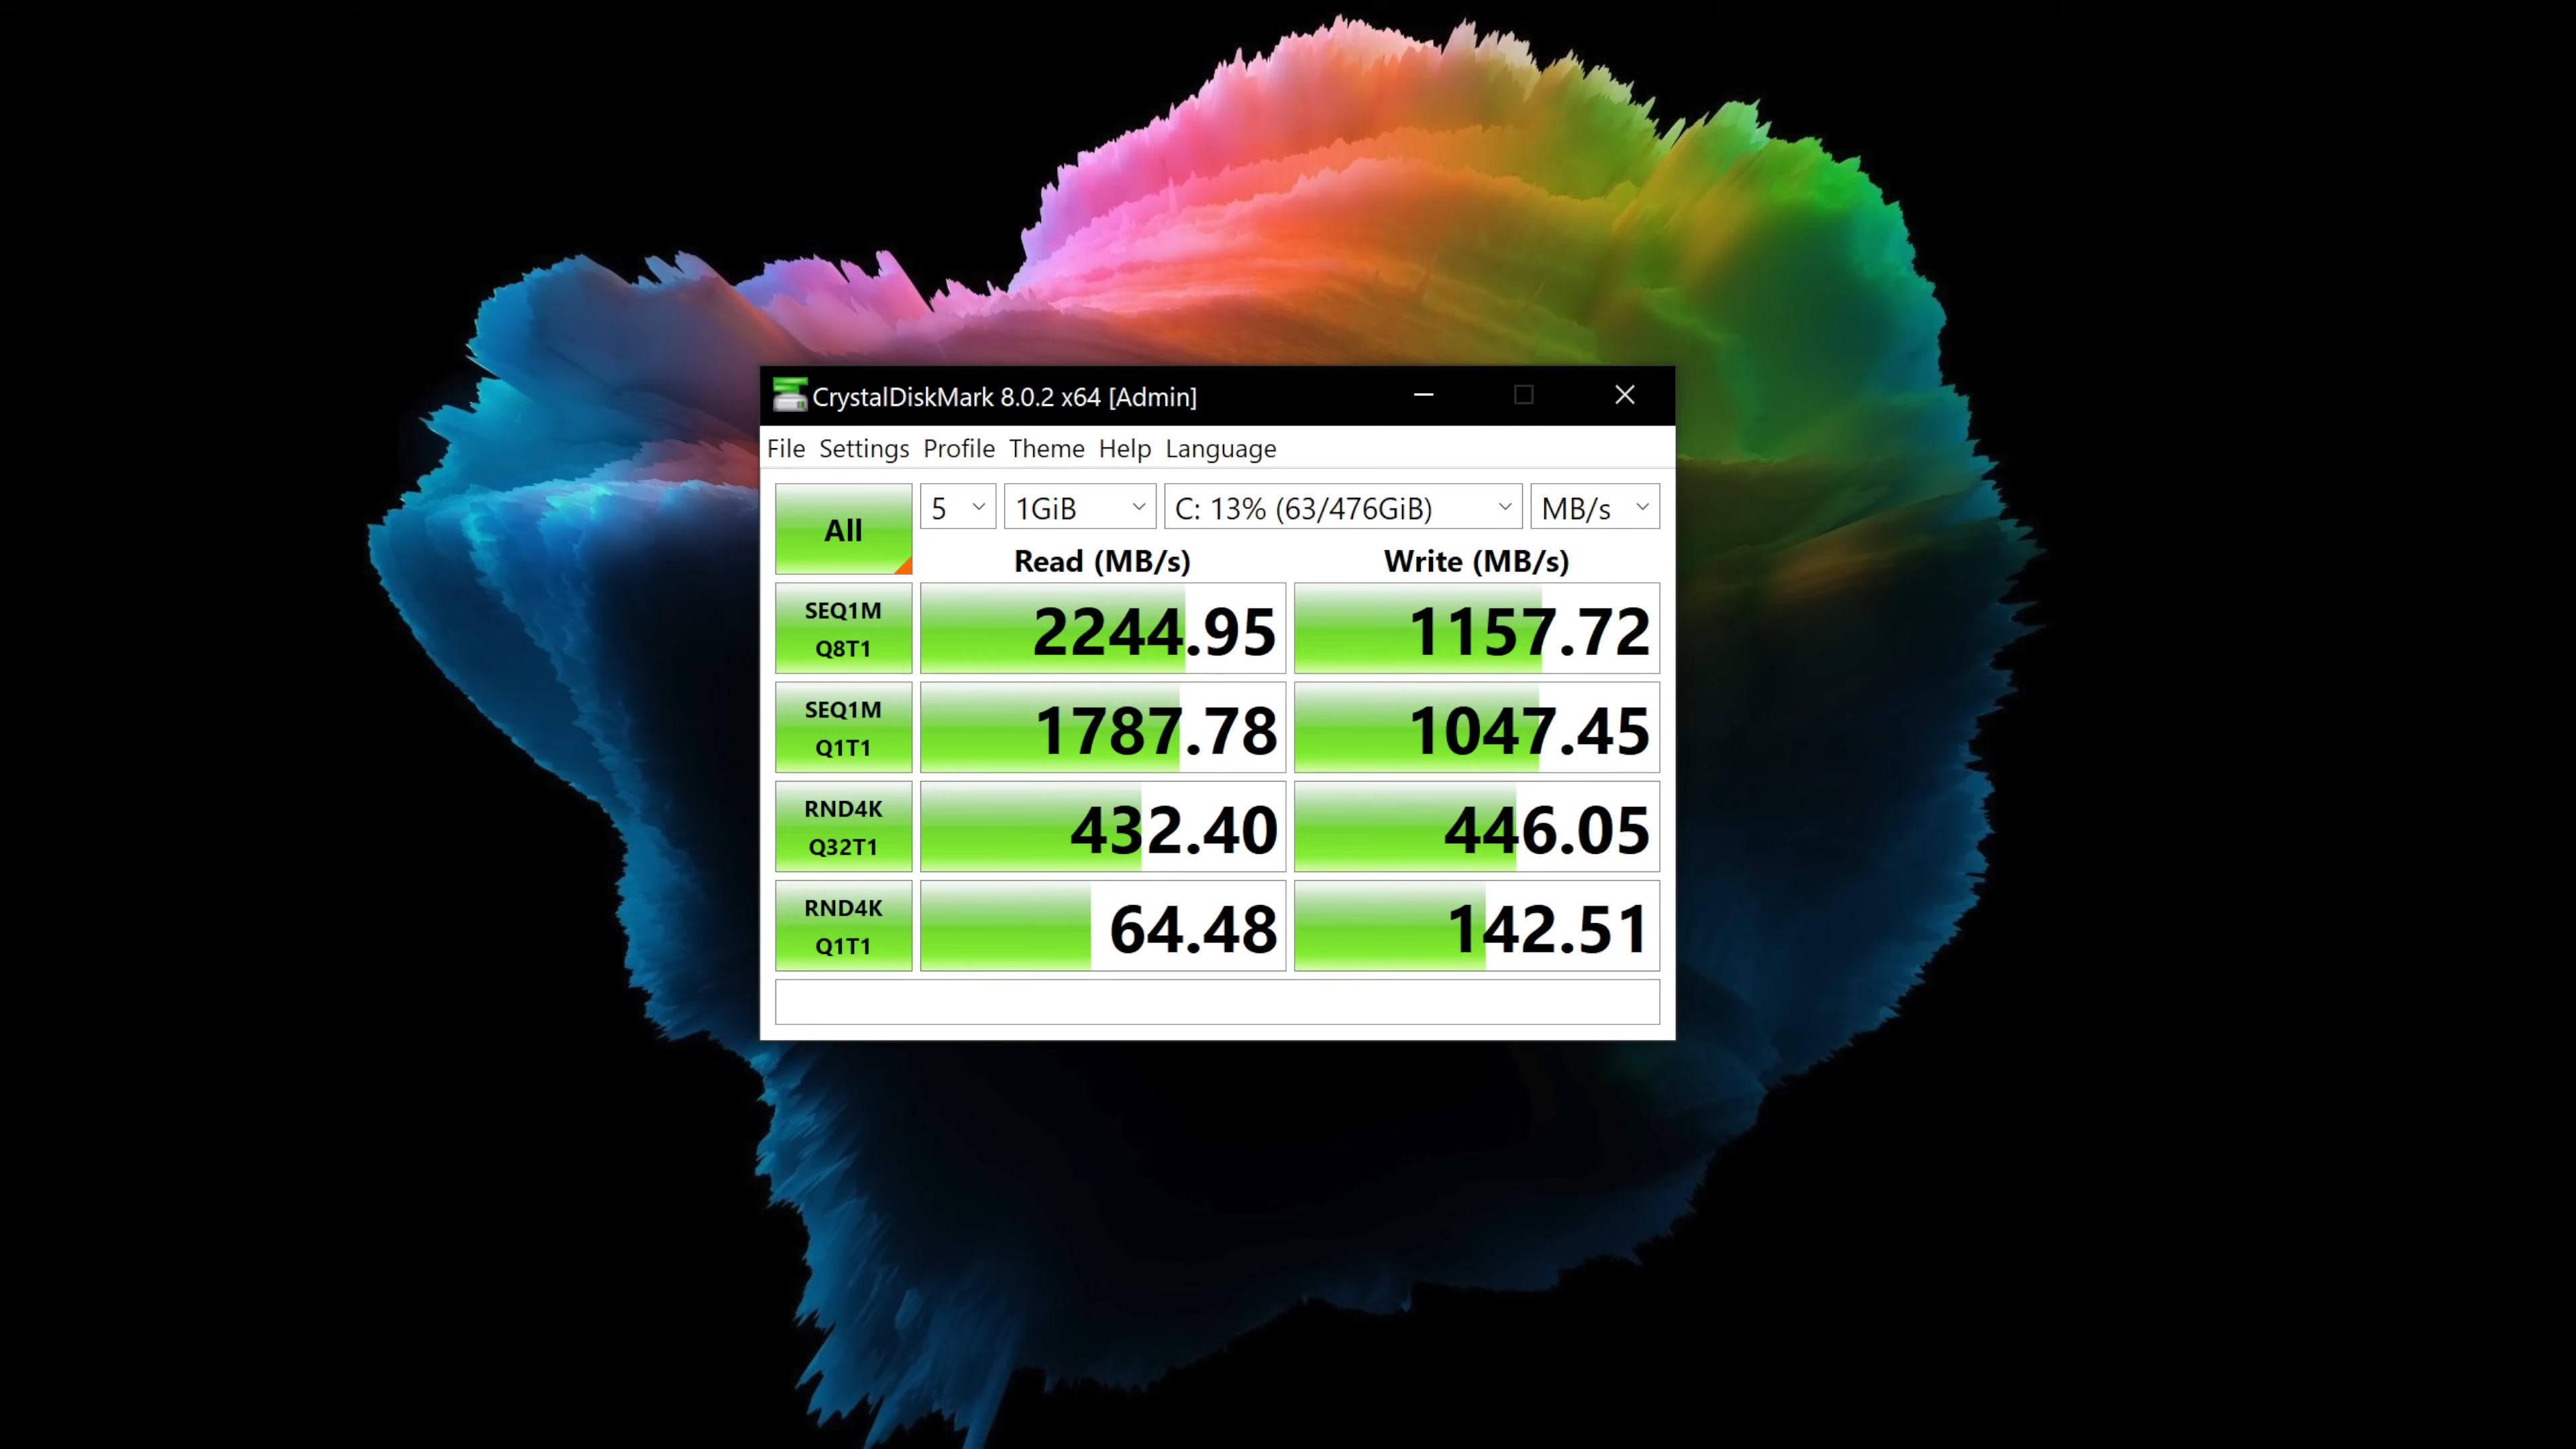 CrystalDiskMark 8.0.2 x64 [Admin]
File Settings Profile Theme Help Language
All
5 1GiB C: 13% (63/476GiB) MB/s
Read (MB/s) Write (MB/s)
SEQ1M
Q8T1
2244.95 1157.72
SEQ1M
Q1T1
1787.78 1047.45
RND4K
Q32T1
432.40 446.05
RND4K
Q1T1
64.48 142.51